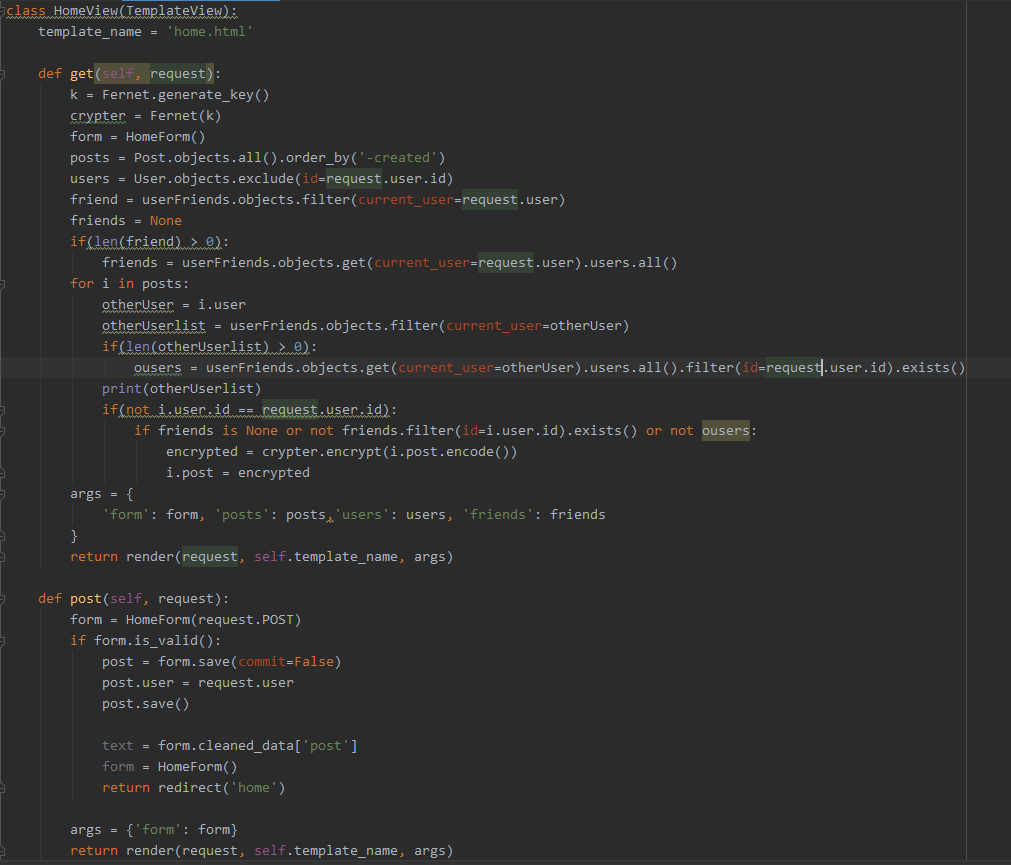 class HomeView(TemplateView):
    template_name = 'home.html'

    def get(self, request):
        k = Fernet.generate_key()
        crypter = Fernet(k)
        form = HomeForm()
        posts = Post.objects.all().order_by('-created')
        users = User.objects.exclude(id=request.user.id)
        friend = userFriends.objects.filter(current_user=request.user)
        friends = None
        if(len(friend) > 0):
            friends = userFriends.objects.get(current_user=request.user).users.all()
        for i in posts:
            otherUser = i.user
            otherUserlist = userFriends.objects.filter(current_user=otherUser)
            if(len(otherUserlist) > 0):
                ousers = userFriends.objects.get(current_user=otherUser).users.all().filter(id=request.user.id).exists()
            print(otherUserlist)
            if(not i.user.id == request.user.id):
                if friends is None or not friends.filter(id=i.user.id).exists() or not ousers:
                    encrypted = crypter.encrypt(i.post.encode())
                    i.post = encrypted
        args = {
            'form': form, 'posts': posts,'users': users, 'friends': friends
        }
        return render(request, self.template_name, args)

    def post(self, request):
        form = HomeForm(request.POST)
        if form.is_valid():
            post = form.save(commit=False)
            post.user = request.user
            post.save()

            text = form.cleaned_data['post']
            form = HomeForm()
            return redirect('home')

        args = {'form': form}
        return render(request, self.template_name, args)